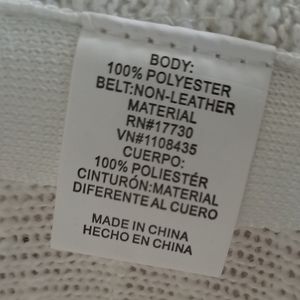 BODY:
100% POLYESTER
BELT:NON-LEATHER
MATERIAL
RN#17730
VN#1108435
CUERPO:
100% POLIESTÉR
CINTURÓN:MATERIAL
DIFERENTE AL CUERO
MADE IN CHINA
HECHO EN CHINA